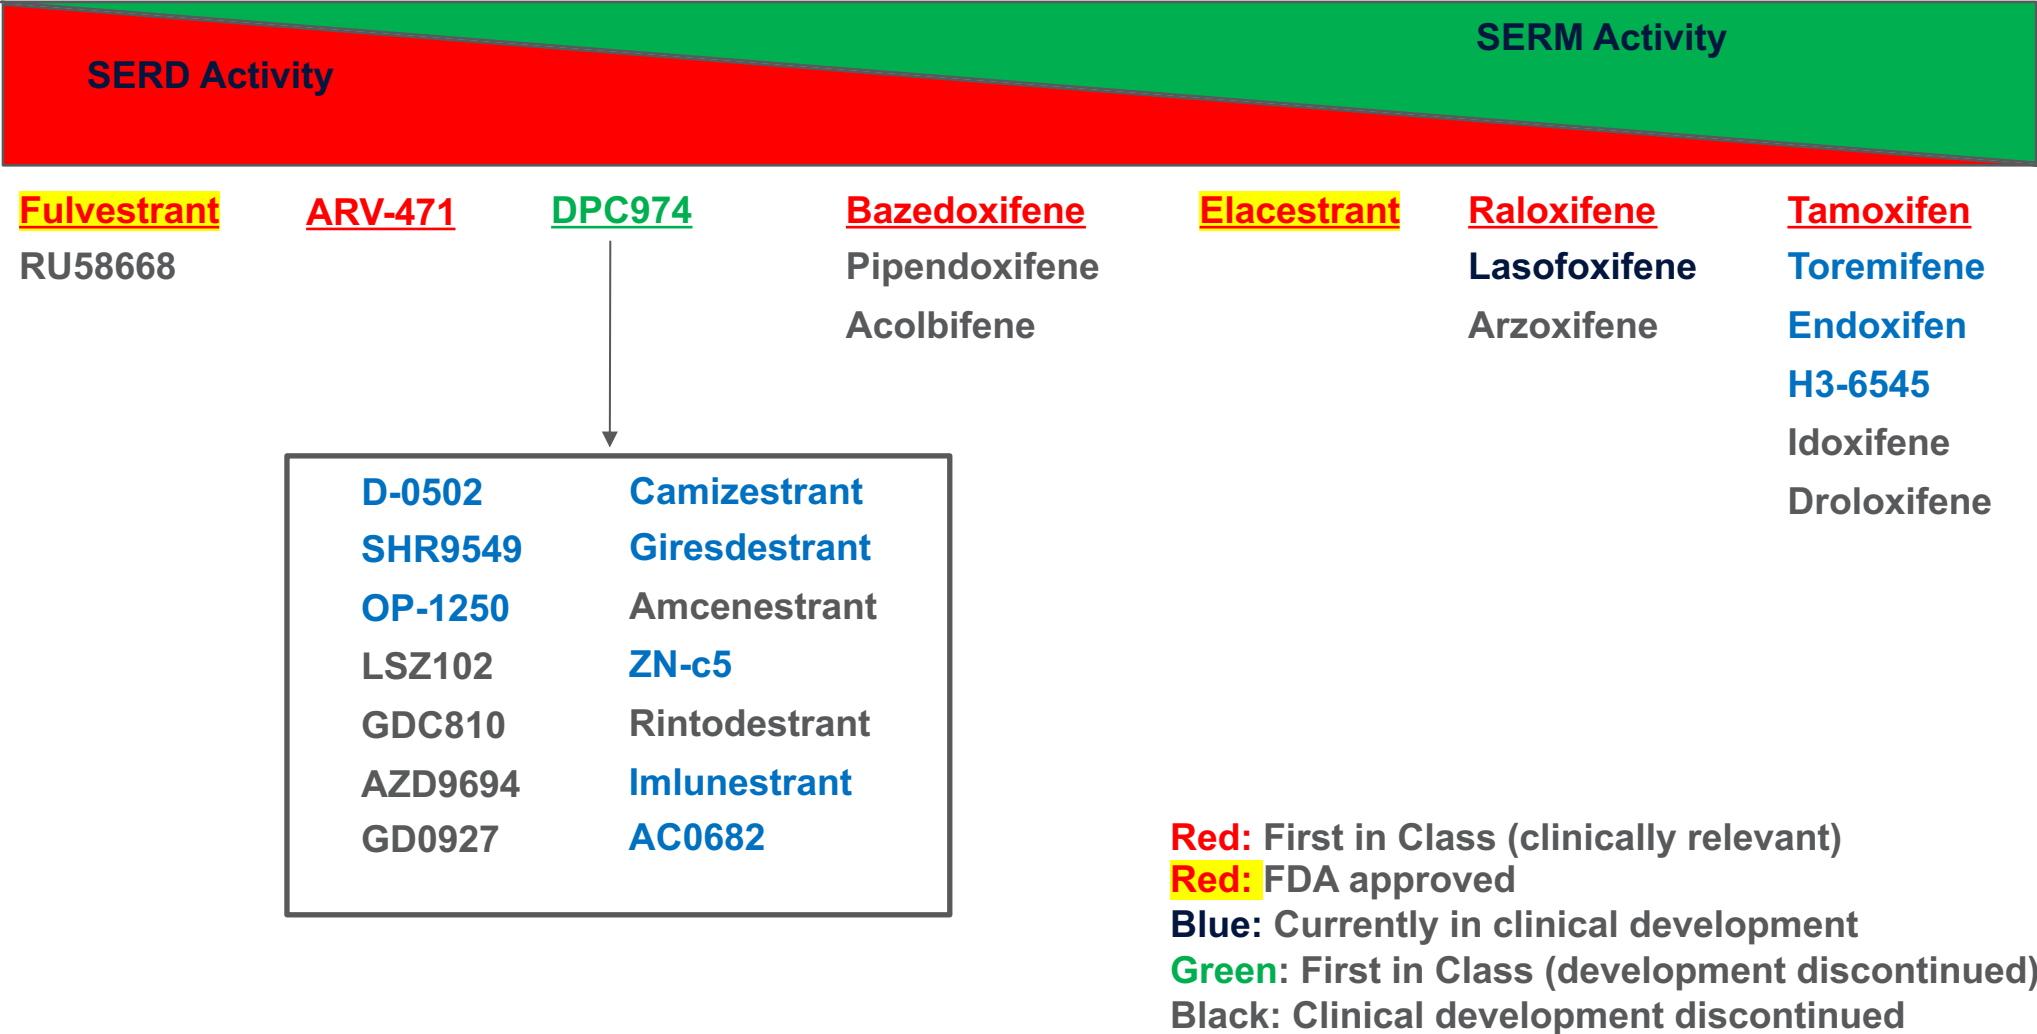 SERD Activity
SERM Activity
Fulvestrant
RU58668
ARV-471
DPC974
Bazedoxifene
Pipendoxifene
Acolbifene
Elacestrant
Raloxifene
Lasofoxifene
Arzoxifene
Tamoxifen
Toremifene
Endoxifen
H3-6545
Idoxifene
Droloxifene
D-0502
SHR9549
OP-1250
LSZ102
GDC810
AZD9694
GD0927
Camizestrant
Giresdestrant
Amcenestrant
ZN-c5
Rintodestrant
Imlunestrant
AC0682
Red: First in Class (clinically relevant)
Red: FDA approved
Blue: Currently in clinical development
Green: First in Class (development discontinued)
Black: Clinical development discontinued